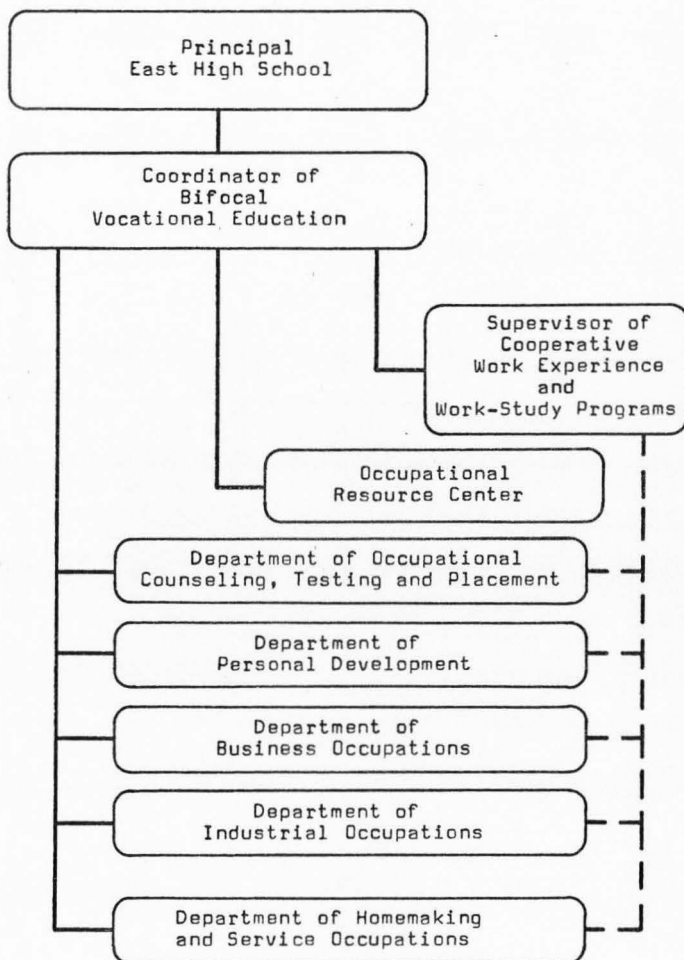 Principal
East High School
Coordinator of
Bifocal
Vocational Education
Supervisor of
Cooperative
Work Experience
and
Work-Study Programs
Occupational
Resource Center
Department of Occupational
Counseling, Testing and Placement
Department of
Personal Development
Department of
Business Occupations
Department of
Industrial Occupations
Department of Homemaking
and Service Occupations